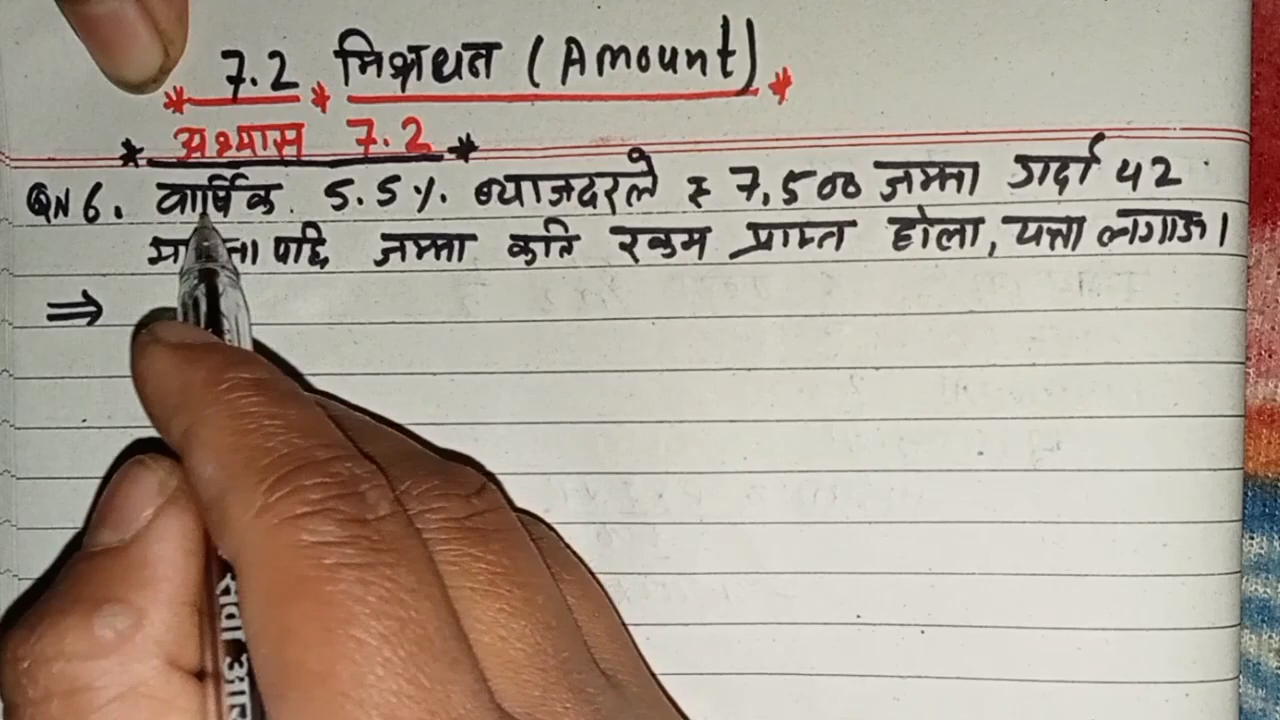 7.2 मिश्रधन (Amount)
अभ्यास 7.2
QN 6. वार्षिक 5.5% ब्याजदरले रु 7,500 जम्मा गर्दा 42
पछि जम्मा कति रकम प्राप्त होला, पत्ता लगाऊ।
⇒